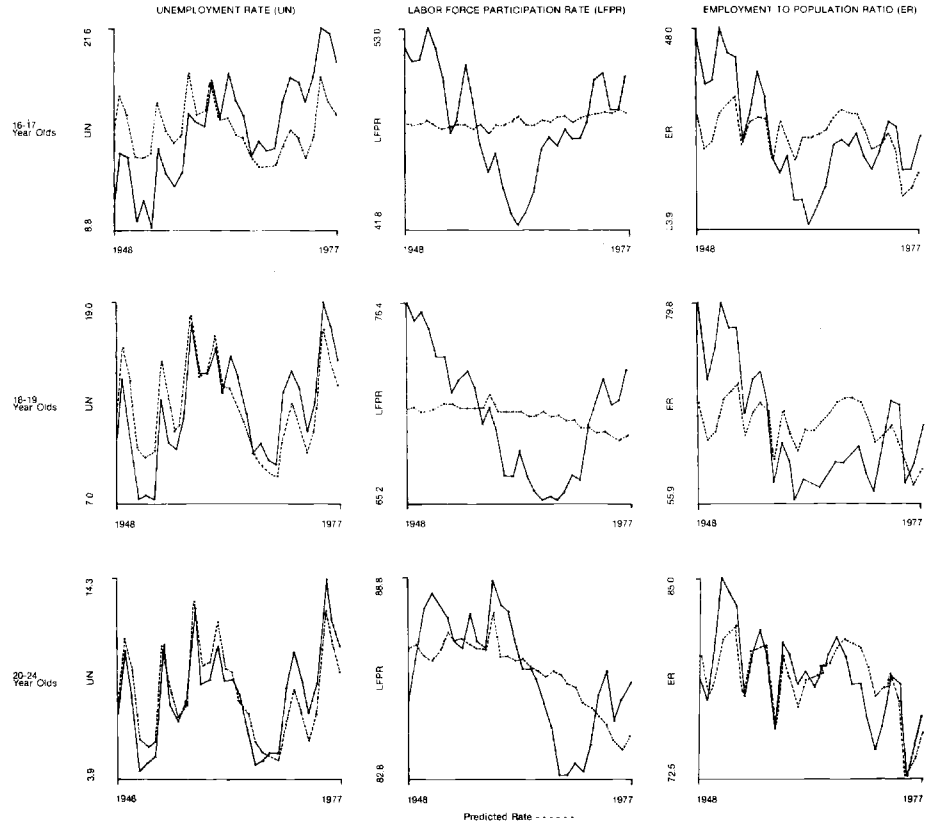 UNEMPLOYMENT RATE (UN)
LABOR FORCE PARTICIPATION RATE (LFPR)
EMPLOYMENT TO POPULATION RATIO (ER)
16-17
Year Olds
21.6
UN
8.8
1948
1977
53.0
LFPR
41.8
1948
1977
48.0
ER
33.9
1948
1977
18-19
Year Olds
19.0
UN
7.0
1948
1977
76.4
LFPR
65.2
1948
1977
79.8
ER
55.9
1948
1977
20-24
Year Olds
14.3
UN
3.9
1946
1977
88.8
LFPR
82.8
1948
1977
85.0
ER
72.5
1948
1977
Predicted Rate ------